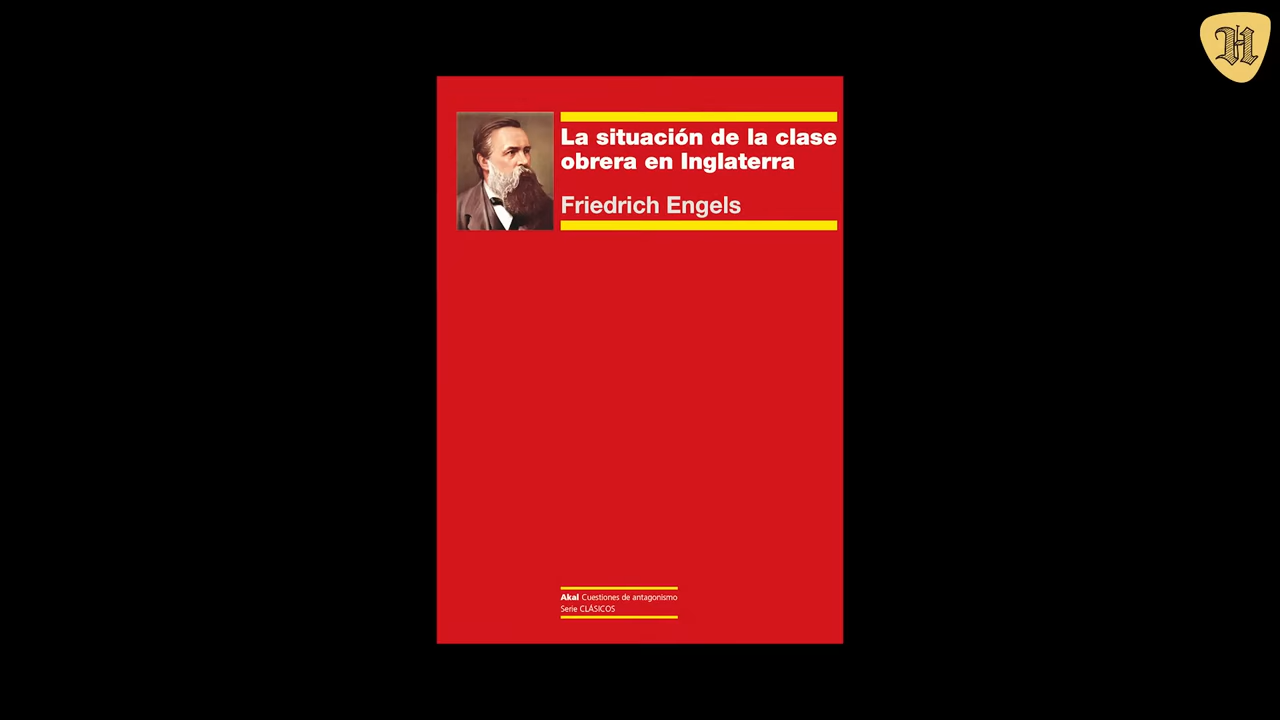 La situación de la clase
obrera en Inglaterra
Friedrich Engels
Akal Cuestiones de antagonismo
Serie CLÁSICOS
H